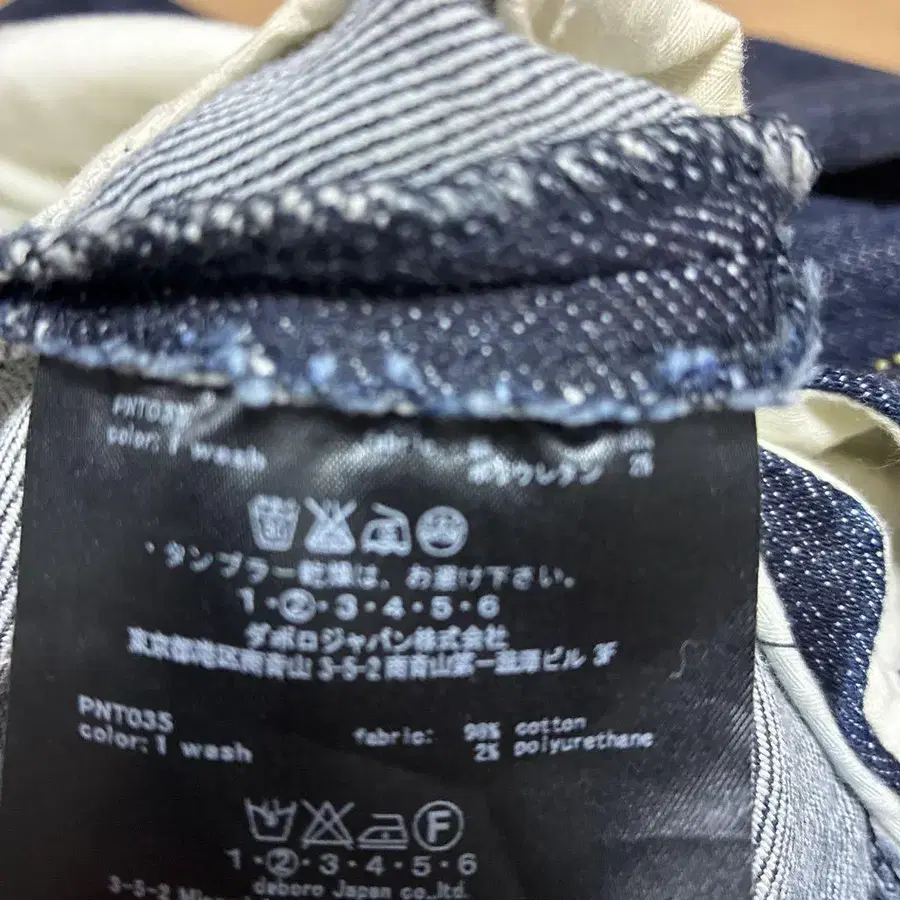 PNT03S
color: 1 wash
ポリウレタン 2%
・タンブラー乾燥は、お避け下さい。
1・②・3・4・5・6
ダボロジャパン株式会社
東京都港区南青山 3-5-2 南青山第一韮澤ビル 3F
PNT03S
color: 1 wash
fabric: 98% cotton
2% polyurethane
F
1・②・3・4・5・6
daboro Japan co.,ltd.
3-5-2